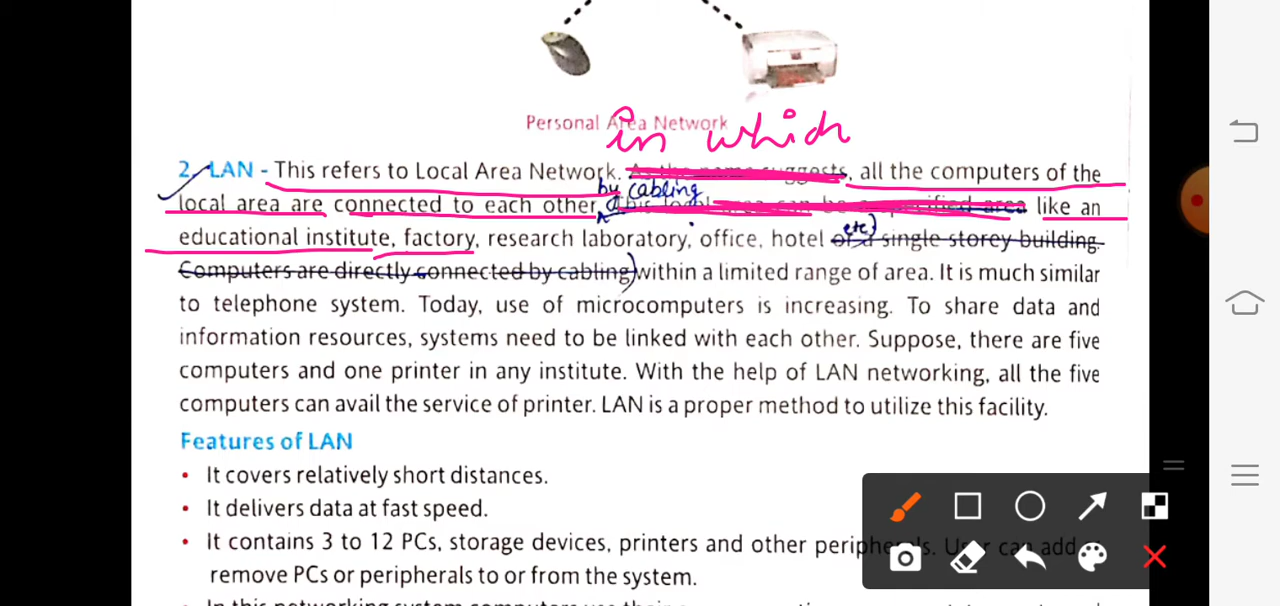 Personal Area Network
in which
2. LAN - This refers to Local Area Network. As the name suggests, all the computers of the
by cabling
local area are connected to each other, (This local area can be a specified area like an
etc)
educational institute, factory, research laboratory, office, hotel or a single storey building.
Computers are directly connected by cabling) within a limited range of area. It is much similar
to telephone system. Today, use of microcomputers is increasing. To share data and
information resources, systems need to be linked with each other. Suppose, there are five
computers and one printer in any institute. With the help of LAN networking, all the five
computers can avail the service of printer. LAN is a proper method to utilize this facility.
Features of LAN
• It covers relatively short distances.
• It delivers data at fast speed.
• It contains 3 to 12 PCs, storage devices, printers and other peripherals. User can add
remove PCs or peripherals to or from the system.